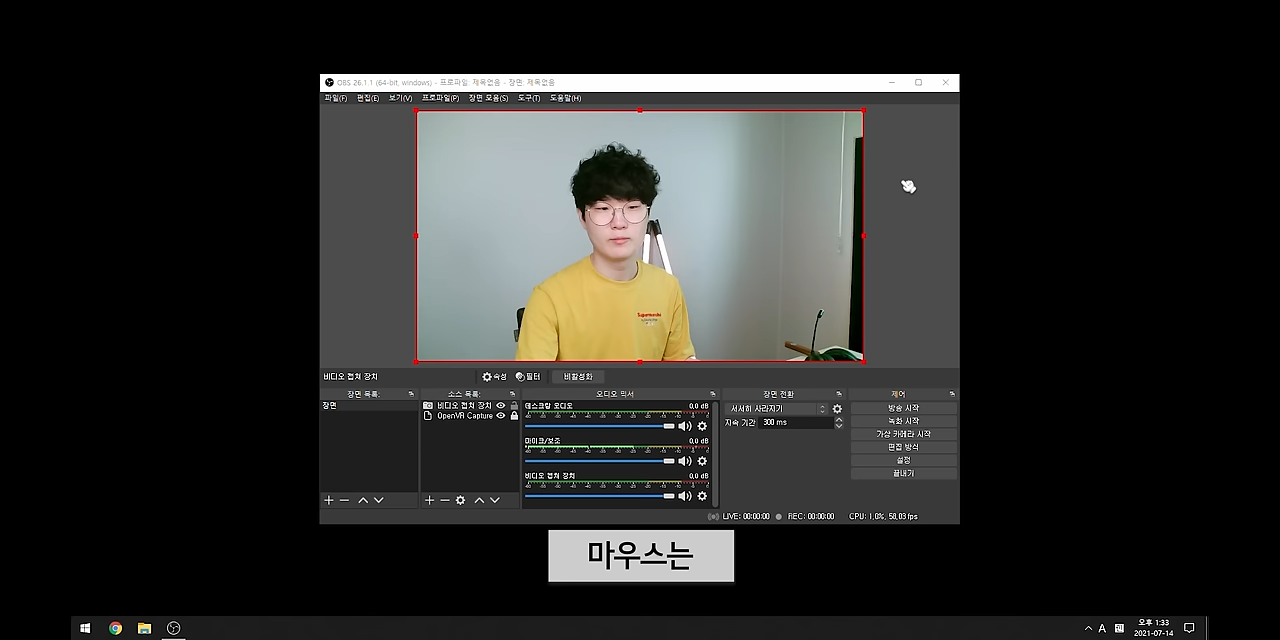 OBS 26.1.1 (64-bit, windows) - 프로파일: 제목없음 - 장면: 제목없음
파일(F) 편집(E) 보기(V) 프로파일(P) 장면 모음(S) 도구(T) 도움말(H)
Supermarché
비디오 캡쳐 장치 속성 필터 비활성화
장면 목록: 소스 목록: 오디오 믹서 장면 전환 제어
장면
비디오 캡쳐 장치
OpenVR Capture
데스크탑 오디오 0.0 dB
마이크/보조 0.0 dB
비디오 캡쳐 장치 0.0 dB
서서히 사라지기
지속 기간 300 ms
방송 시작
녹화 시작
가상 카메라 시작
편집 방식
설정
끝내기
LIVE: 00:00:00 REC: 00:00:00 CPU: 1.0%, 58.03 fps
마우스는
A 오후 1:33
2021-07-14